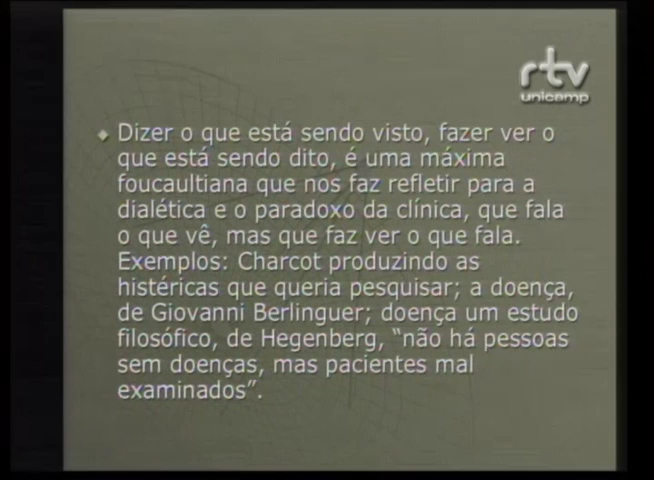 rtv
unicamp
Dizer o que está sendo visto, fazer ver o
que está sendo dito, é uma máxima
foucaultiana que nos faz refletir para a
dialética e o paradoxo da clínica, que fala
o que vê, mas que faz ver o que fala.
Exemplos: Charcot produzindo as
histéricas que queria pesquisar; a doença,
de Giovanni Berlinguer; doença um estudo
filosófico, de Hegenberg, “não há pessoas
sem doenças, mas pacientes mal
examinados”.